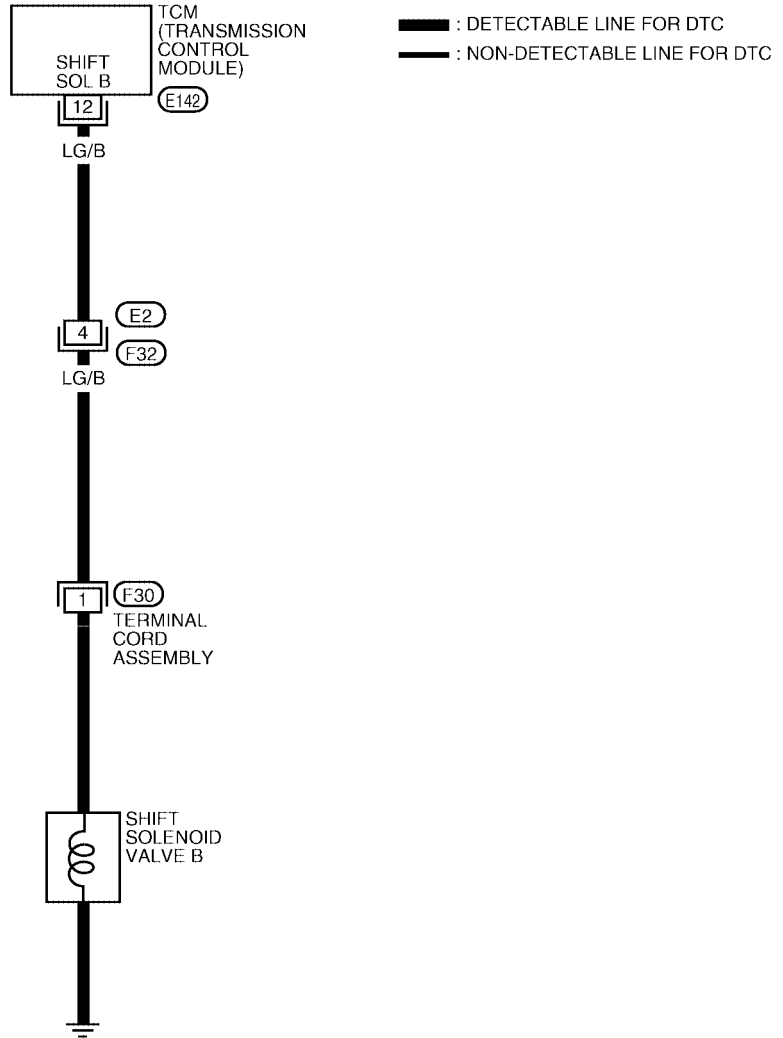 TCM
(TRANSMISSION
CONTROL
MODULE)
SHIFT
SOL B
12
E142
LG/B
: DETECTABLE LINE FOR DTC
: NON-DETECTABLE LINE FOR DTC
4
E2
F32
LG/B
1
F30
TERMINAL
CORD
ASSEMBLY
SHIFT
SOLENOID
VALVE B